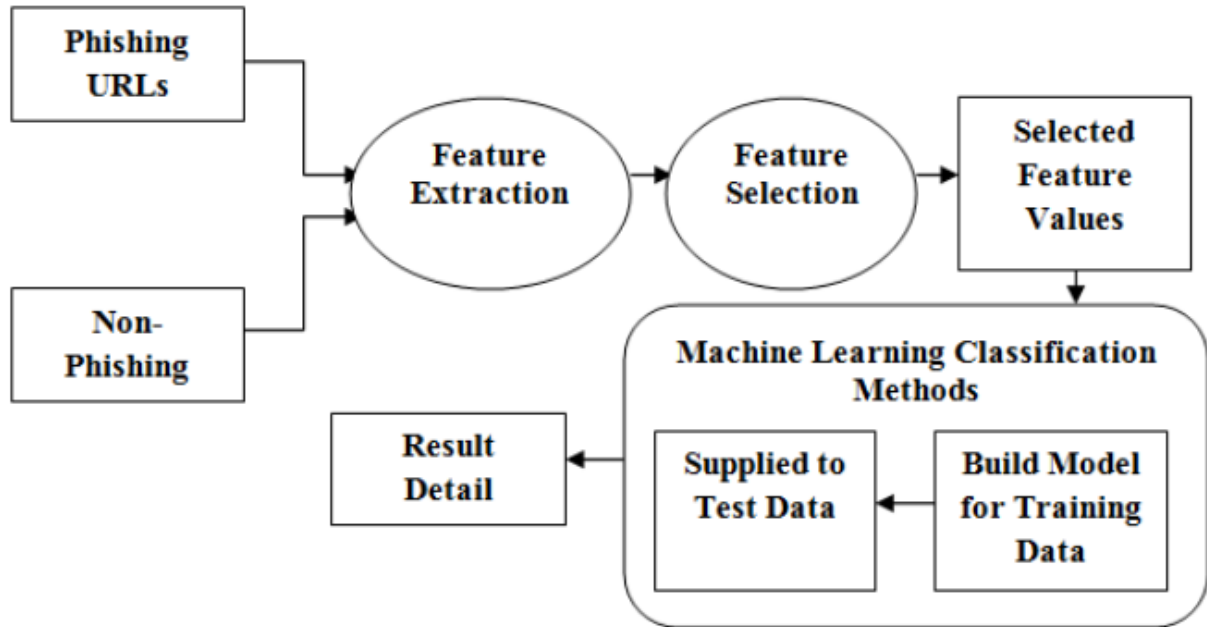 Phishing
URLs
Feature
Extraction
Feature
Selection
Selected
Feature
Values
Non-
Phishing
Machine Learning Classification
Methods
Result
Detail
Supplied to
Test Data
Build Model
for Training
Data